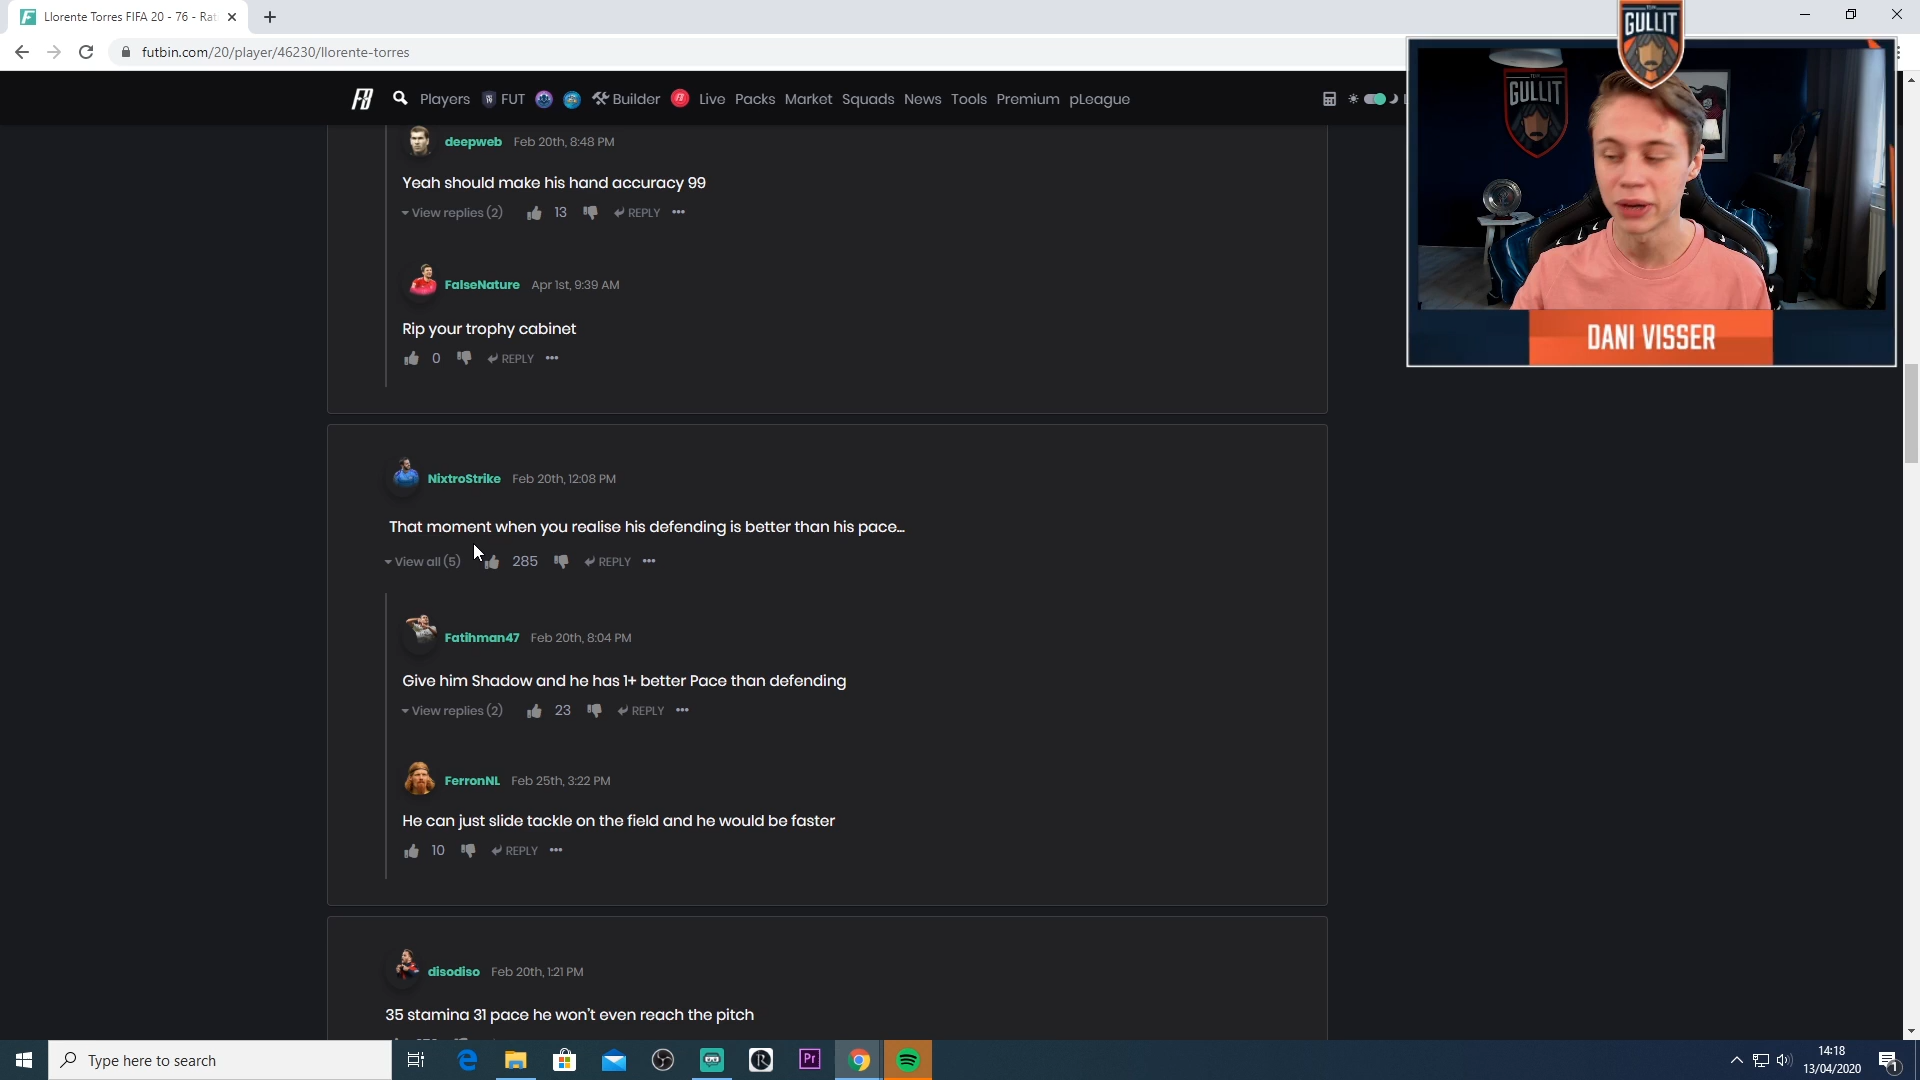 Llorente Torres FIFA 20 - 76 - Rat
futbin.com/20/player/46230/llorente-torres
Players FUT Builder Live Packs Market Squads News Tools Premium pLeague
GULLIT
GULLIT
DANI VISSER
deepweb Feb 20th, 8:48 PM
Yeah should make his hand accuracy 99
View replies (2) 13 REPLY
FalseNature Apr 1st, 9:39 AM
Rip your trophy cabinet
0 REPLY
NixtroStrike Feb 20th, 12:08 PM
That moment when you realise his defending is better than his pace...
View all (5) 285 REPLY
Fatihman47 Feb 20th, 8:04 PM
Give him Shadow and he has 1+ better Pace than defending
View replies (2) 23 REPLY
FerronNL Feb 25th, 3:22 PM
He can just slide tackle on the field and he would be faster
10 REPLY
disodiso Feb 20th, 1:21 PM
35 stamina 31 pace he won't even reach the pitch
Type here to search
Pr
14:18
13/04/2020
1